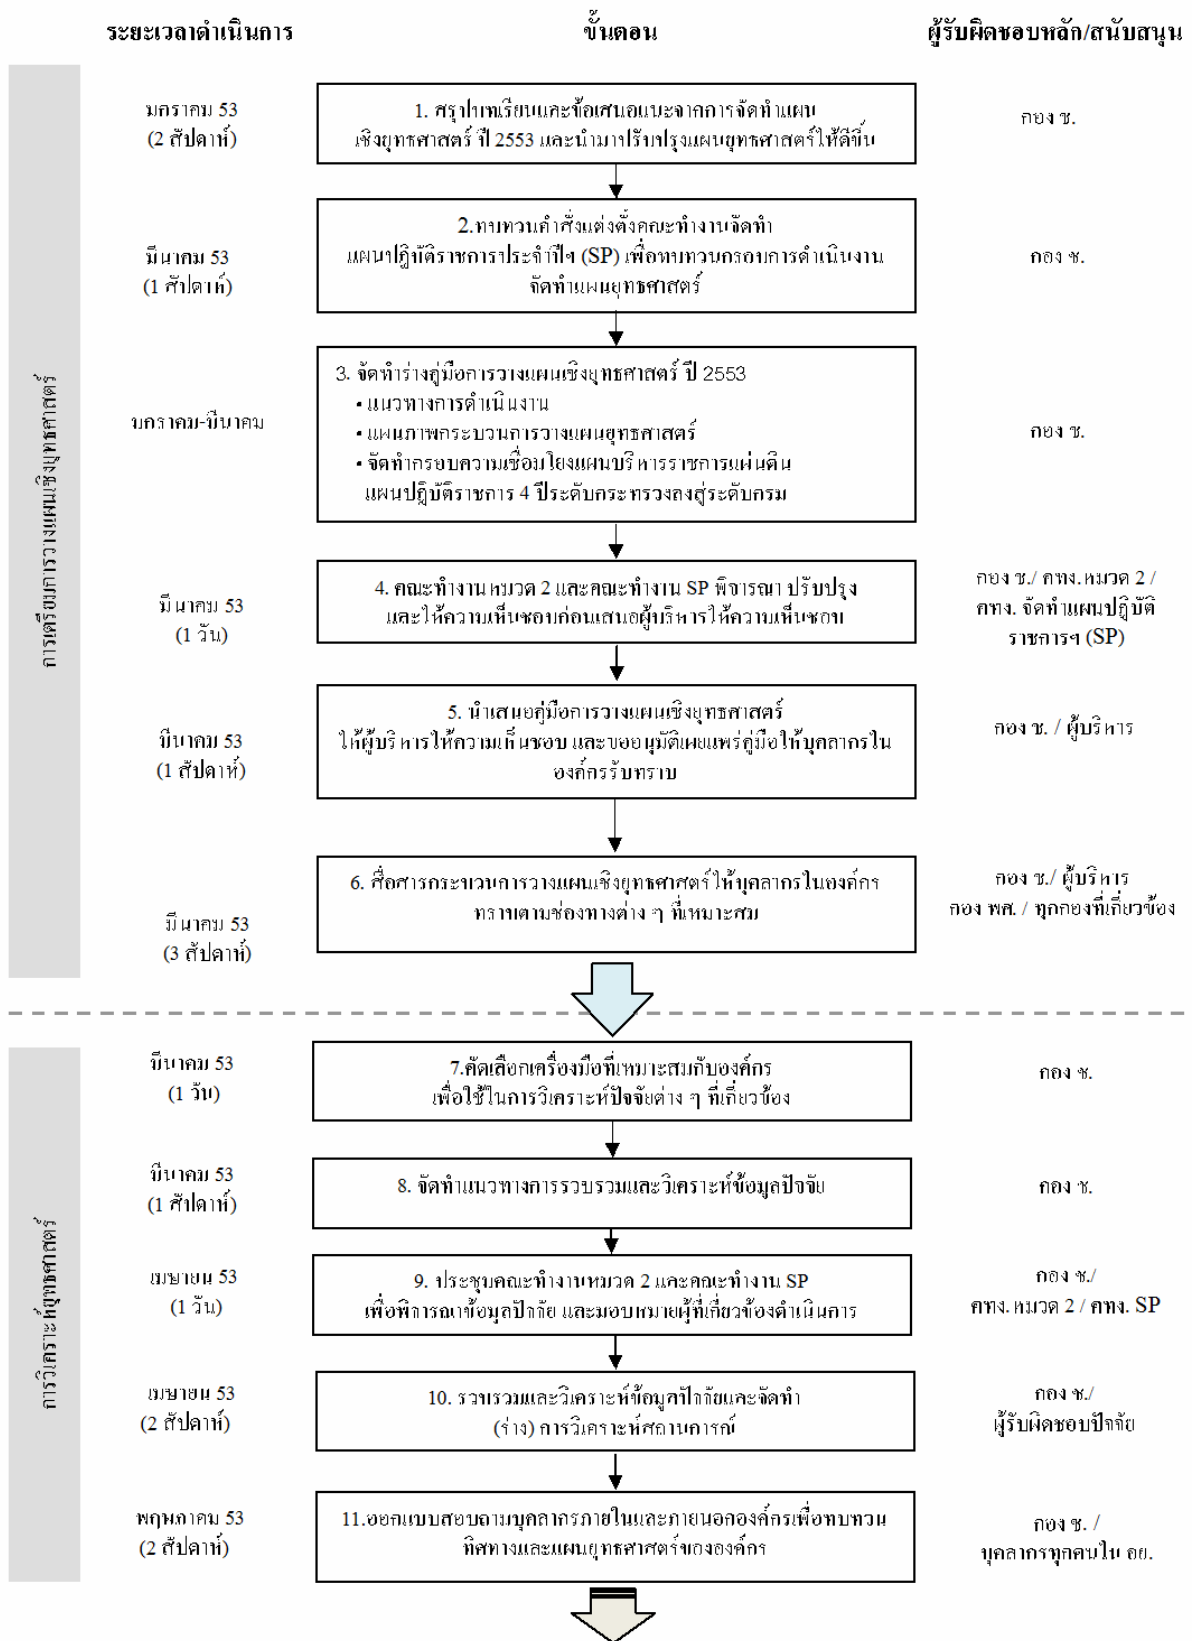 ระยะเวลาดำเนินการ ขั้นตอน ผู้รับผิดชอบหลัก/สนับสนุน
การเตรียมการวางแผนเชิงยุทธศาสตร์
มกราคม 53
(2 สัปดาห์)
1. สรุปบทเรียนและข้อเสนอแนะจากการจัดทำแผน
เชิงยุทธศาสตร์ ปี 2553 และนำมาปรับปรุงแผนยุทธศาสตร์ให้ดีขึ้น
กอง ช.
มีนาคม 53
(1 สัปดาห์)
2.ทบทวนคำสั่งแต่งตั้งคณะทำงานจัดทำ
แผนปฏิบัติราชการประจำปีฯ (SP) เพื่อทบทวนกรอบการดำเนินงาน
จัดทำแผนยุทธศาสตร์
กอง ช.
มกราคม-มีนาคม
3. จัดทำร่างคู่มือการวางแผนเชิงยุทธศาสตร์ ปี 2553
▪ แนวทางการดำเนินงาน
▪ แผนภาพกระบวนการวางแผนยุทธศาสตร์
▪ จัดทำกรอบความเชื่อมโยงแผนบริหารราชการแผ่นดิน
แผนปฏิบัติราชการ 4 ปีระดับกระทรวงลงสู่ระดับกรม
กอง ช.
มีนาคม 53
(1 วัน)
4. คณะทำงานหมวด 2 และคณะทำงาน SP พิจารณา ปรับปรุง
และให้ความเห็นชอบก่อนเสนอผู้บริหารให้ความเห็นชอบ
กอง ช./ คทง.หมวด 2 /
คทง. จัดทำแผนปฏิบัติ
ราชการฯ (SP)
มีนาคม 53
(1 สัปดาห์)
5. นำเสนอคู่มือการวางแผนเชิงยุทธศาสตร์
ให้ผู้บริหารให้ความเห็นชอบ และขออนุมัติเผยแพร่คู่มือให้บุคลากรใน
องค์กรรับทราบ
กอง ช. / ผู้บริหาร
มีนาคม 53
(3 สัปดาห์)
6. สื่อสารกระบวนการวางแผนเชิงยุทธศาสตร์ให้บุคลากรในองค์กร
ทราบตามช่องทางต่าง ๆ ที่เหมาะสม
กอง ช./ ผู้บริหาร
กอง พศ. / ทุกกองที่เกี่ยวข้อง
การวิเคราะห์ยุทธศาสตร์
มีนาคม 53
(1 วัน)
7.คัดเลือกเครื่องมือที่เหมาะสมกับองค์กร
เพื่อใช้ในการวิเคราะห์ปัจจัยต่าง ๆ ที่เกี่ยวข้อง
กอง ช.
มีนาคม 53
(1 สัปดาห์)
8. จัดทำแนวทางการรวบรวมและวิเคราะห์ข้อมูลปัจจัย
กอง ช.
เมษายน 53
(1 วัน)
9. ประชุมคณะทำงานหมวด 2 และคณะทำงาน SP
เพื่อพิจารณาข้อมูลปัจจัย และมอบหมายผู้ที่เกี่ยวข้องดำเนินการ
กอง ช./
คทง.หมวด 2 / คทง. SP
เมษายน 53
(2 สัปดาห์)
10. รวบรวมและวิเคราะห์ข้อมูลปัจจัยและจัดทำ
(ร่าง) การวิเคราะห์สถานการณ์
กอง ช./
ผู้รับผิดชอบปัจจัย
พฤษภาคม 53
(2 สัปดาห์)
11.ออกแบบสอบถามบุคลากรภายในและภายนอกองค์กรเพื่อทบทวน
ทิศทางและแผนยุทธศาสตร์ขององค์กร
กอง ช. /
บุคลากรทุกคนใน อย.